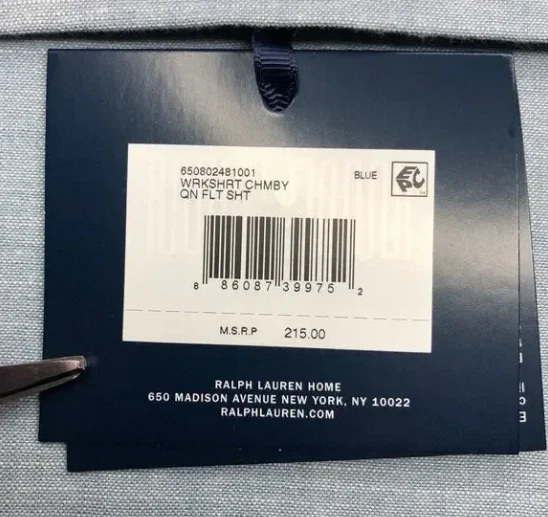 650802481001
WRKSHRT CHMBY
QN FLT SHT
BLUE
EPC
8 86087 39975 2
M.S.R.P 215.00
RALPH LAUREN HOME
650 MADISON AVENUE NEW YORK, NY 10022
RALPHLAUREN.COM